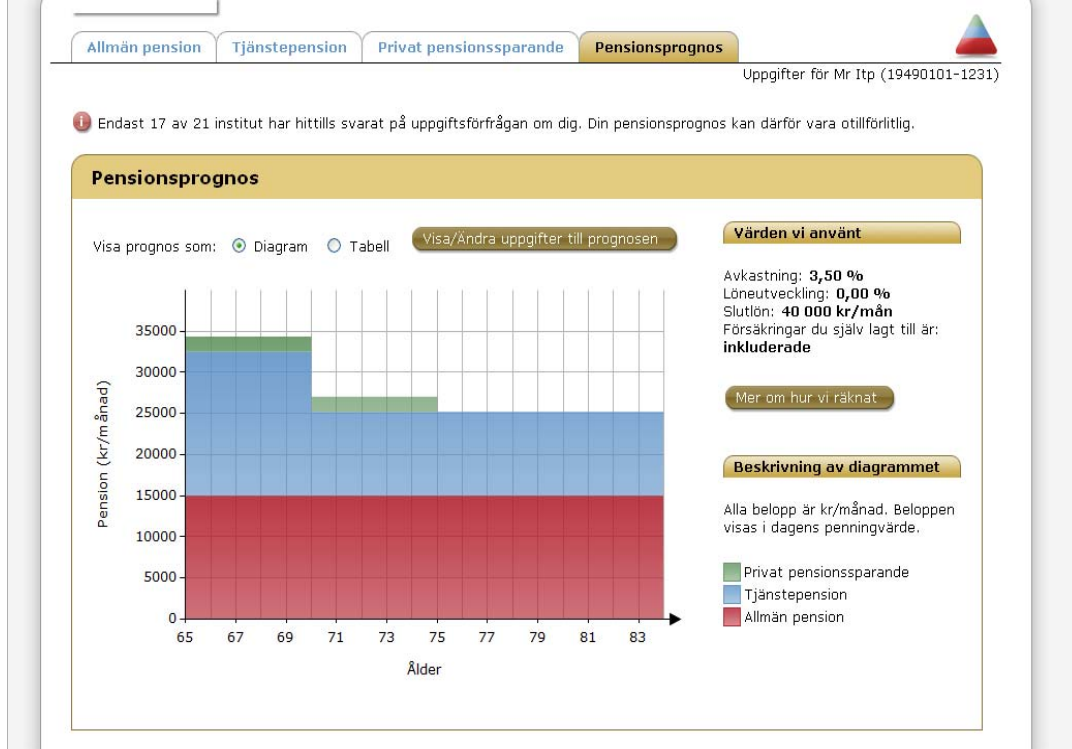 Allmän pension Tjänstepension Privat pensionssparande Pensionsprognos
Uppgifter för Mr Itp (19490101-1231)
Endast 17 av 21 institut har hittills svarat på uppgiftsförfrågan om dig. Din pensionsprognos kan därför vara otillförlitlig.
Pensionsprognos
Visa prognos som: Diagram Tabell Visa/Ändra uppgifter till prognosen
35000
30000
25000
20000
15000
10000
5000
0
Pension (kr/månad)
65 67 69 71 73 75 77 79 81 83
Ålder
Värden vi använt
Avkastning: 3,50 %
Löneutveckling: 0,00 %
Slutlön: 40 000 kr/mån
Försäkringar du själv lagt till är:
inkluderade
Mer om hur vi räknat
Beskrivning av diagrammet
Alla belopp är kr/månad. Beloppen
visas i dagens penningvärde.
Privat pensionssparande
Tjänstepension
Allmän pension